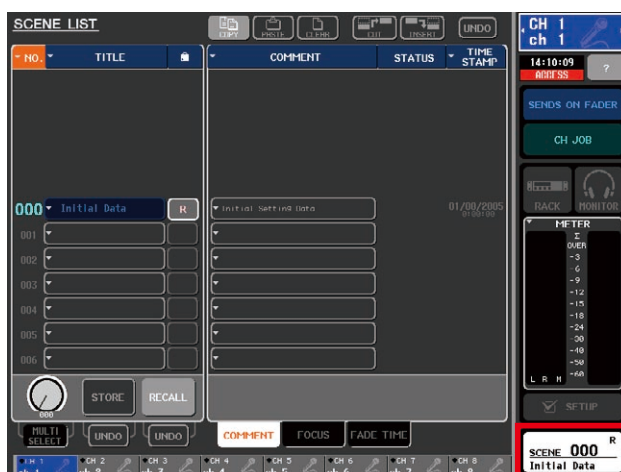 SCENE LIST
COPY PASTE CLEAR CUT INSERT UNDO
CH 1
ch 1
NO. TITLE COMMENT STATUS TIME STAMP
14:10:09
ACCESS
?
SENDS ON FADER
CH JOB
RACK MONITOR
000 Initial Data R Initial Setting Data 01/00/2005
0:00:00
001
002
003
004
005
006
METER
Σ
OVER
-3
-6
-9
-12
-15
-18
-24
-30
-40
-50
-60
L R M
000
STORE RECALL
SETUP
MULTI SELECT UNDO UNDO COMMENT FOCUS FADE TIME
SCENE 000 R
Initial Data
CH 1 CH 2 CH 3 CH 4 CH 5 CH 6 CH 7 CH 8